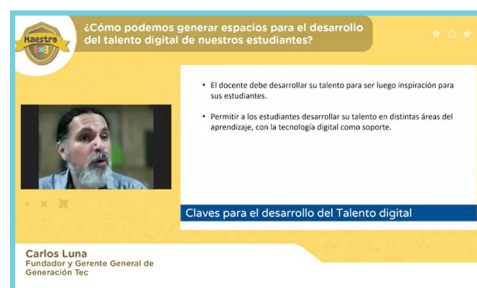 Maestro
¿Cómo podemos generar espacios para el desarrollo
del talento digital de nuestros estudiantes?
• El docente debe desarrollar su talento para ser luego inspiración para
sus estudiantes.
• Permitir a los estudiantes desarrollar su talento en distintas áreas del
aprendizaje, con la tecnología digital como soporte.
Claves para el desarrollo del Talento digital
Carlos Luna
Fundador y Gerente General de
Generación Tec